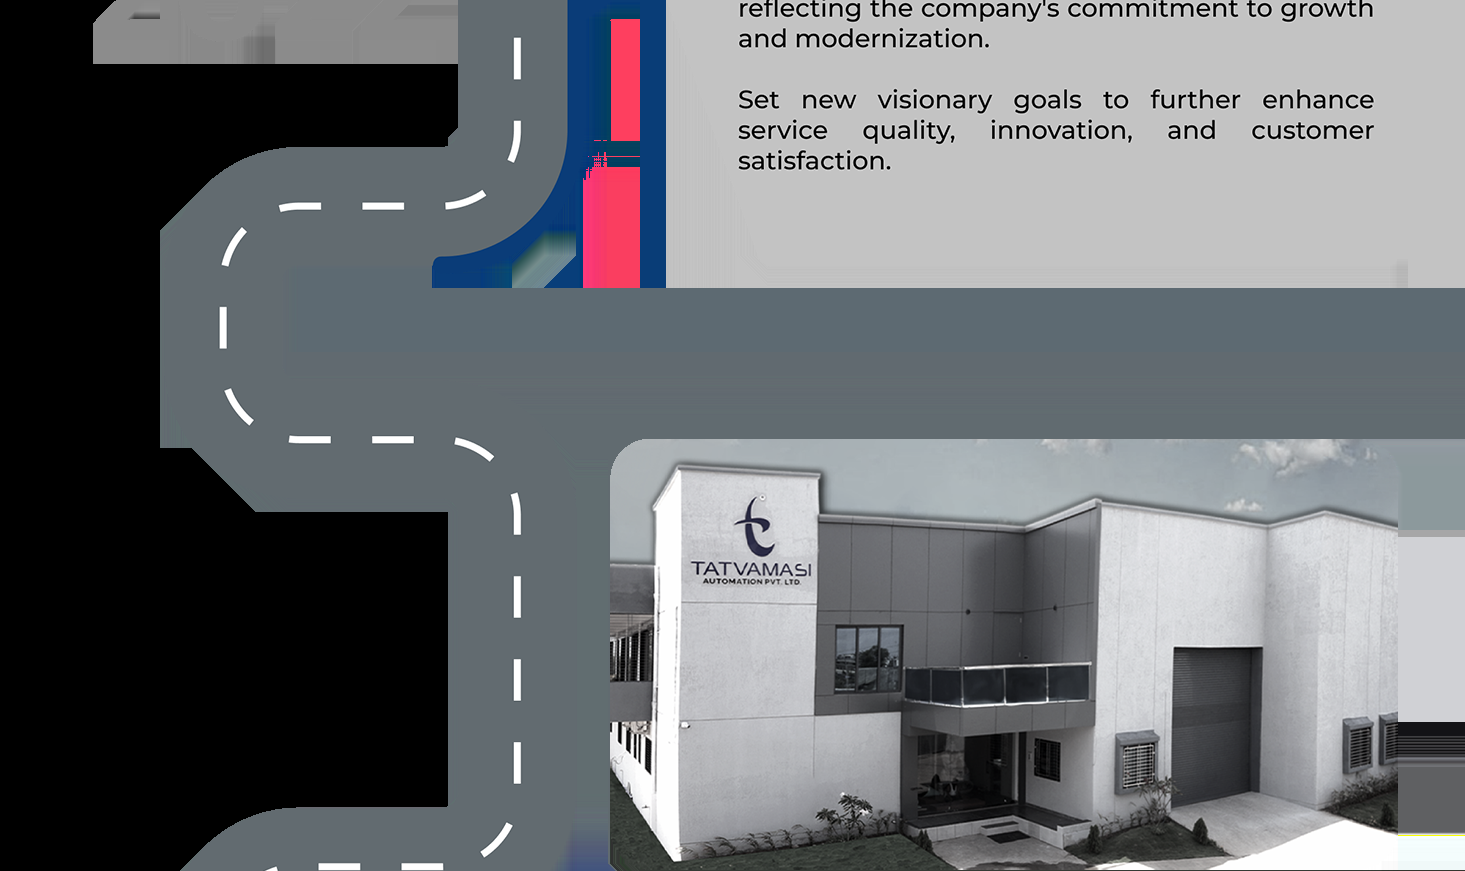 reflecting the company's commitment to growth
and modernization.
Set new visionary goals to further enhance
service quality, innovation, and customer
satisfaction.
TATVAMASI
AUTOMATION PVT. LTD.